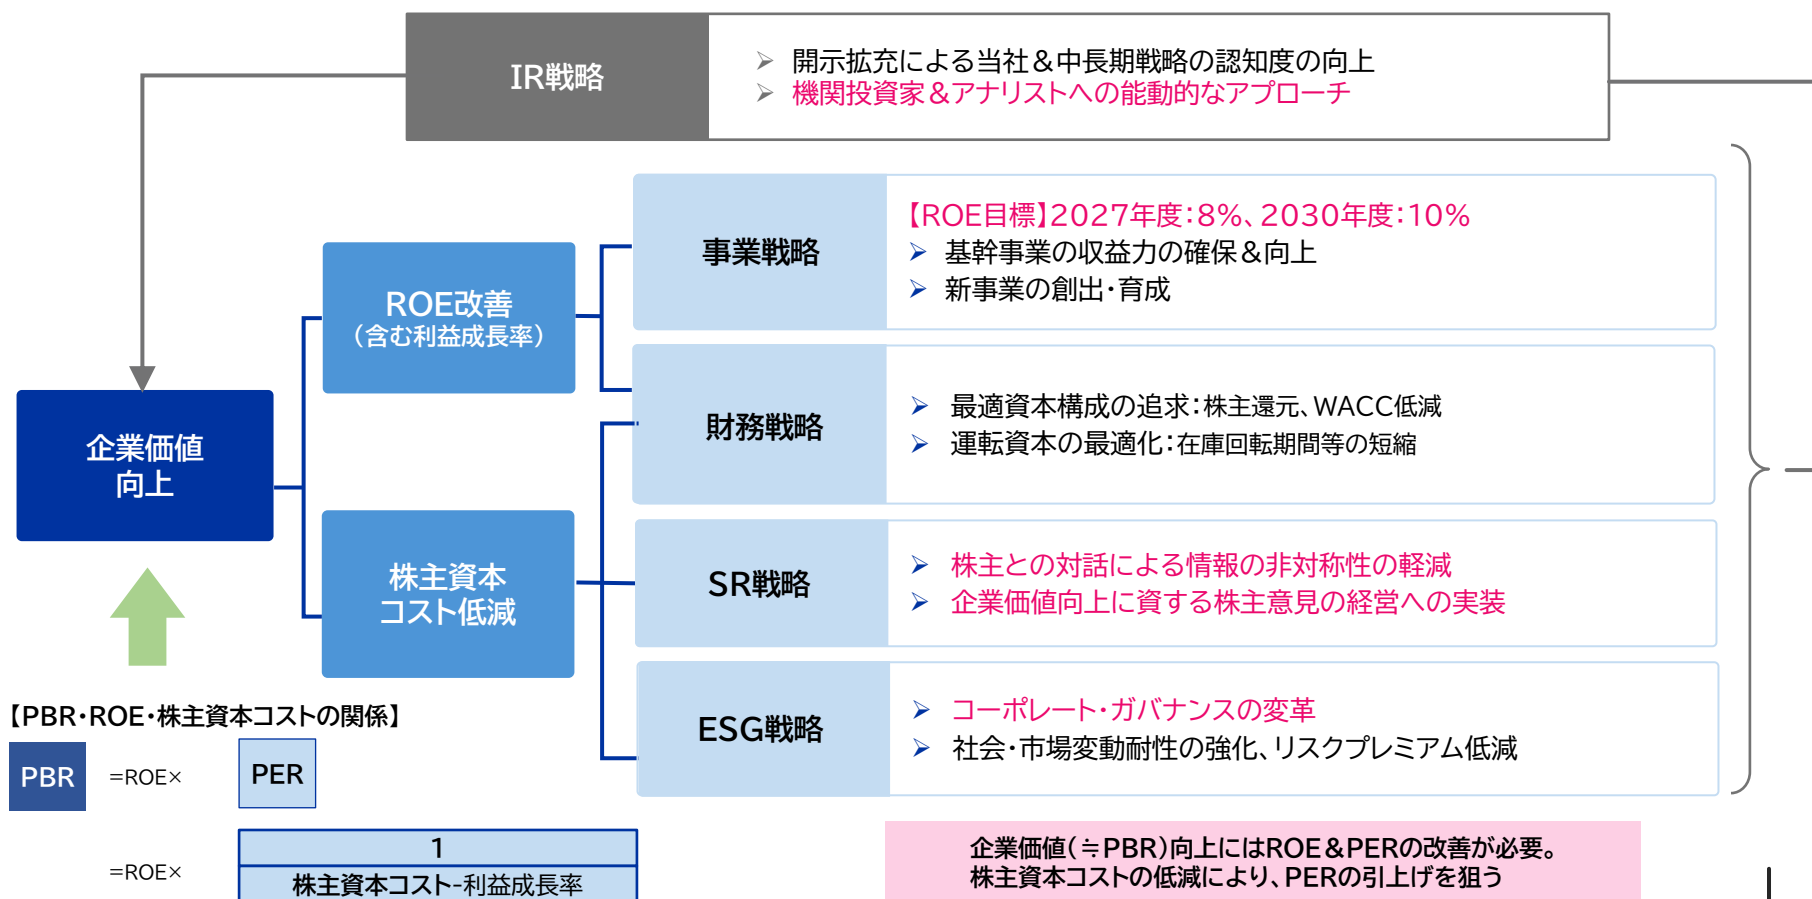 IR戦略
➢ 開示拡充による当社＆中長期戦略の認知度の向上
➢ 機関投資家＆アナリストへの能動的なアプローチ
事業戦略
【ROE目標】2027年度：8%、2030年度：10%
➢ 基幹事業の収益力の確保＆向上
➢ 新事業の創出・育成
ROE改善
（含む利益成長率）
財務戦略
➢ 最適資本構成の追求：株主還元、WACC低減
➢ 運転資本の最適化：在庫回転期間等の短縮
企業価値
向上
株主資本
コスト低減
SR戦略
➢ 株主との対話による情報の非対称性の軽減
➢ 企業価値向上に資する株主意見の経営への実装
ESG戦略
➢ コーポレート・ガバナンスの変革
➢ 社会・市場変動耐性の強化、リスクプレミアム低減
【PBR・ROE・株主資本コストの関係】
PBR =ROE× PER
=ROE×
1
株主資本コスト-利益成長率
企業価値（≒PBR）向上にはROE＆PERの改善が必要。
株主資本コストの低減により、PERの引上げを狙う